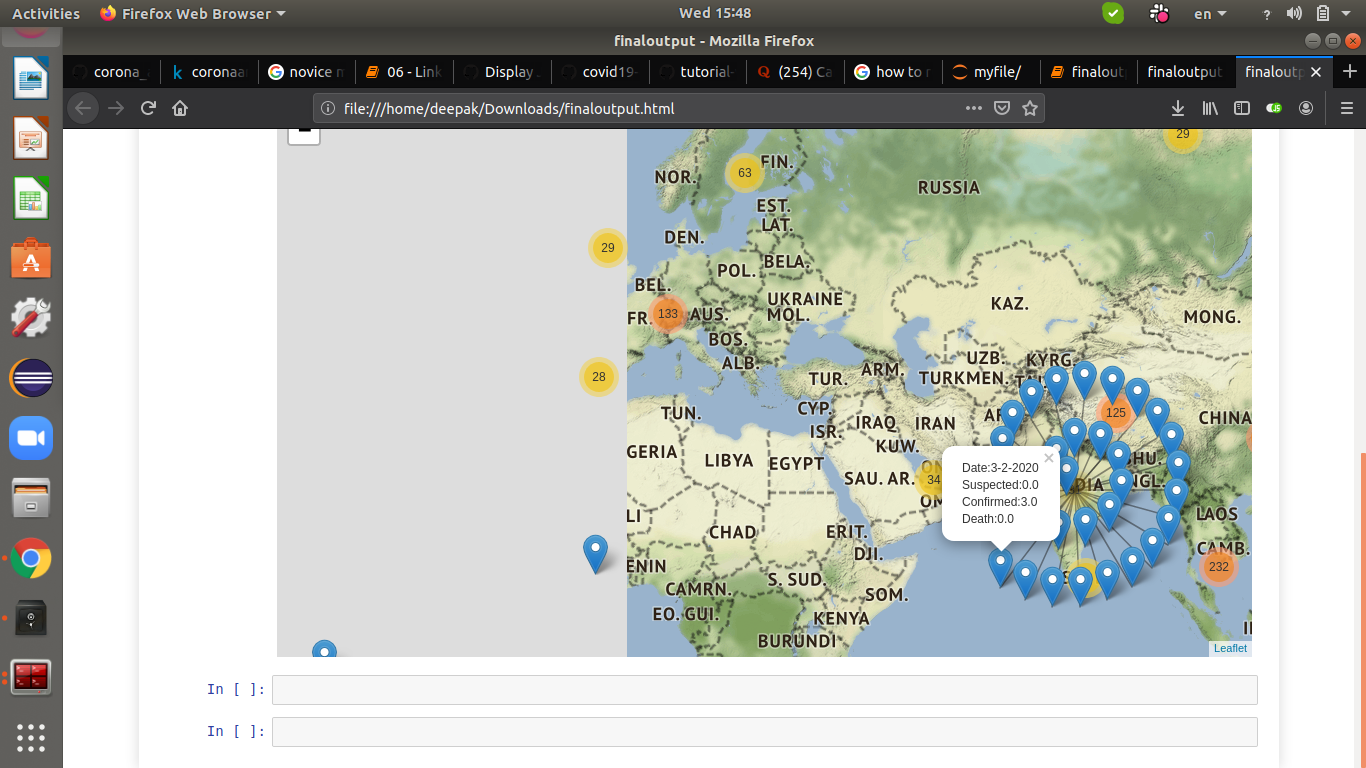 Activities
Firefox Web Browser
Wed 15:48
en
?
finaloutput - Mozilla Firefox
corona_
k coronaa
G novice
06 - Link
Display
covid19-
tutorial-
Q (254) Ca
G how to
myfile/
finalout
finaloutput
finaloutp
file:///home/deepak/Downloads/finaloutput.html
JS
29
63
FIN.
NOR.
RUSSIA
EST.
LAT.
DEN.
29
BELA.
POL.
BEL.
UKRAINE
KAZ.
133
FR.
AUS.
MOL.
MONG.
BOS.
UZB.
KYRG.
ALB.
ARM.
28
TUR.
TURKMEN.
TUN.
CYP.
125
CHINA
ISR.
IRAQ
IRAN
KUW.
GERIA
LIBYA
EGYPT
BHU.
SAU. AR.
34
Date:3-2-2020
Suspected:0.0
Confirmed:3.0
Death:0.0
×
DIA
NGL.
LI
LAOS
CHAD
ERIT.
DJI.
CAMB.
ENIN
232
CAMRN.
S. SUD.
SOM.
EO. GUI.
KENYA
BURUNDI
Leaflet
In [ ]:
In [ ]: